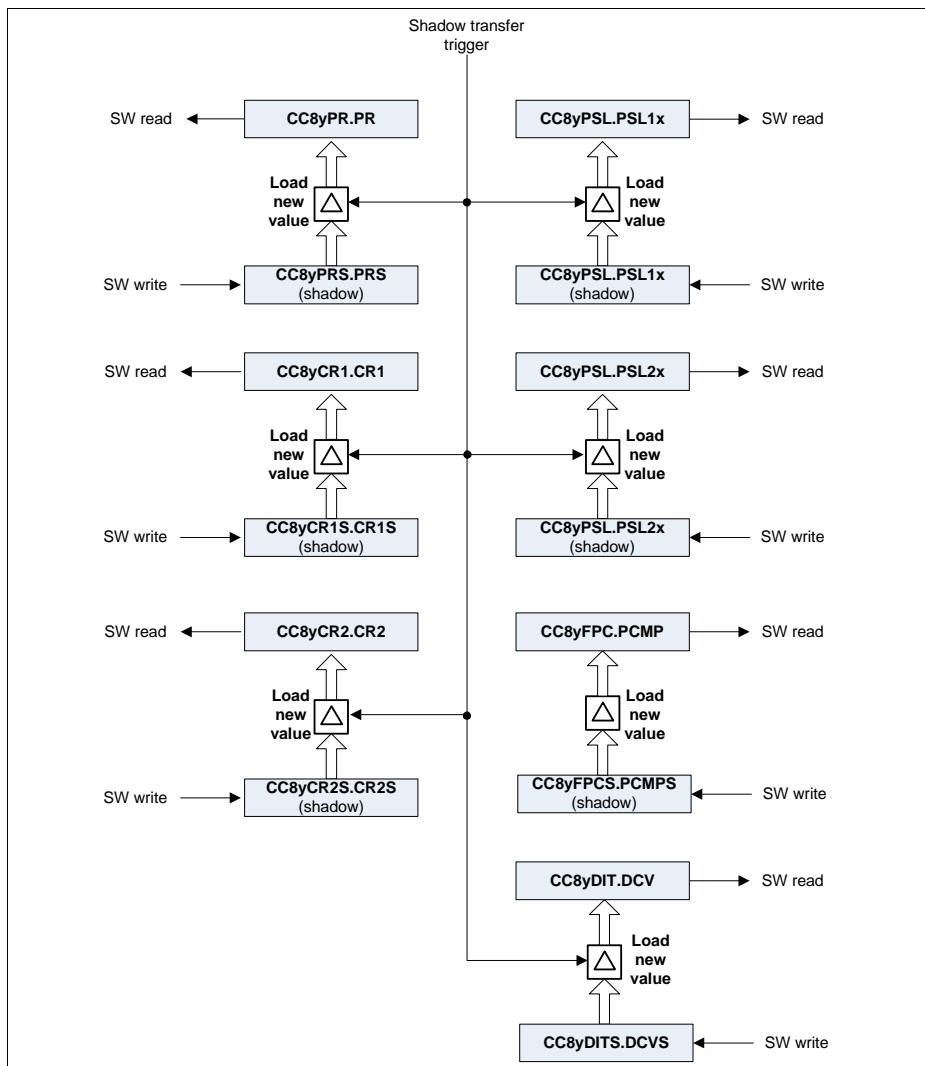 Shadow transfer
trigger
SW read
CC8yPR.PR
CC8yPSL.PSL1x
SW read
Load
new
value
Load
new
value
SW write
CC8yPRS.PRS
(shadow)
CC8yPSL.PSL1x
(shadow)
SW write
SW read
CC8yCR1.CR1
CC8yPSL.PSL2x
SW read
Load
new
value
Load
new
value
SW write
CC8yCR1S.CR1S
(shadow)
CC8yPSL.PSL2x
(shadow)
SW write
SW read
CC8yCR2.CR2
CC8yFPC.PCMP
SW read
Load
new
value
Load
new
value
SW write
CC8yCR2S.CR2S
(shadow)
CC8yFPCS.PCMPS
(shadow)
SW write
CC8yDIT.DCV
SW read
Load
new
value
CC8yDITS.DCVS
SW write